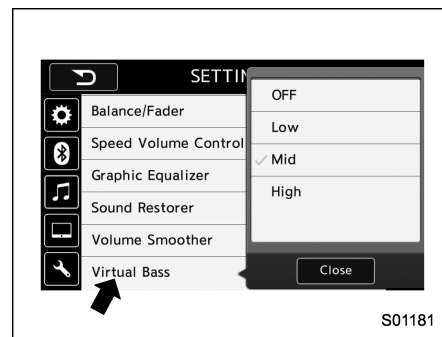 SETTIN
Balance/Fader
Speed Volume Control
Graphic Equalizer
Sound Restorer
Volume Smoother
Virtual Bass
OFF
Low
Mid
High
Close
S01181